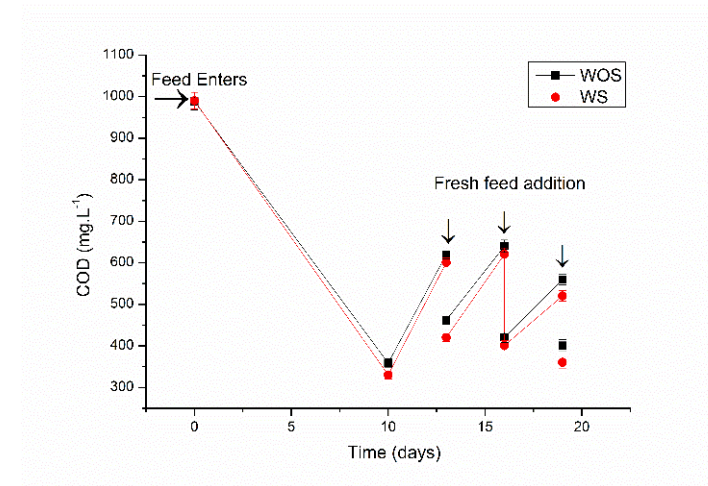 1100
1000
900
800
700
600
500
400
300
COD (mg.L⁻¹)
Feed Enters
WOS
WS
Fresh feed addition
0
5
10
15
20
Time (days)